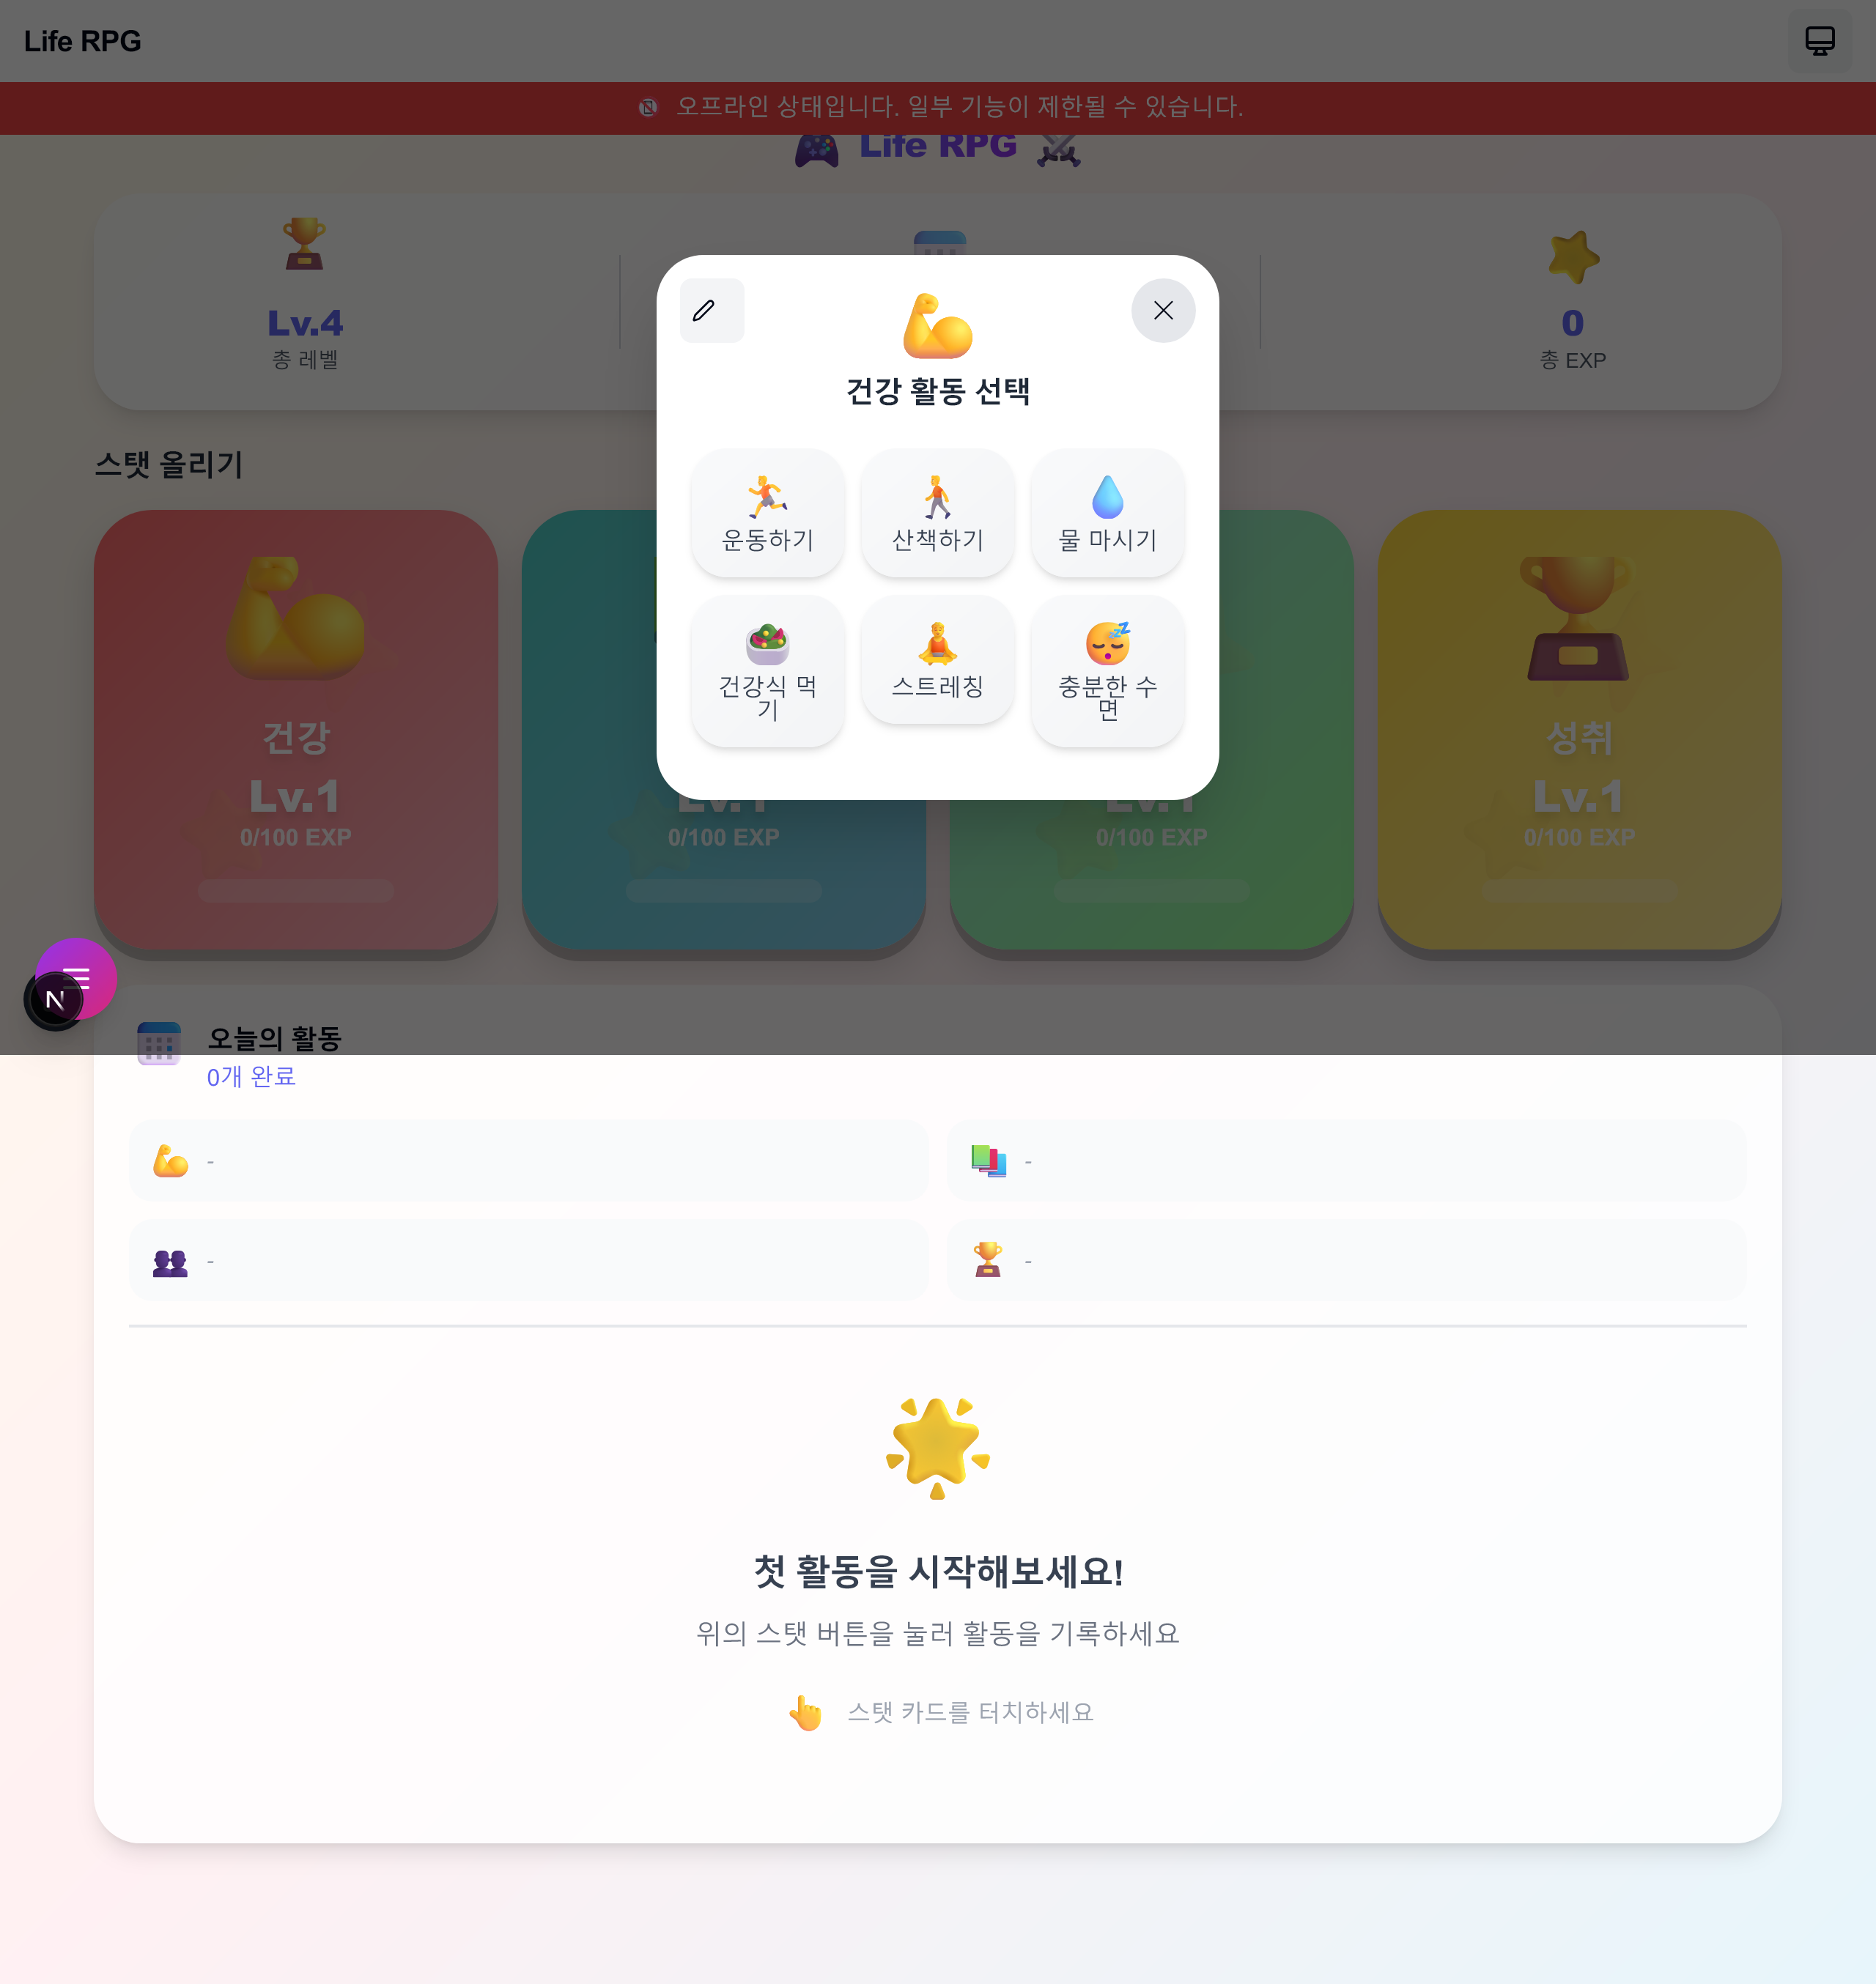 Life RPG
오프라인 상태입니다. 일부 기능이 제한될 수 있습니다.
Life RPG
Lv.4
총 레벨
0
총 EXP
건강 활동 선택
운동하기
산책하기
물 마시기
건강식 먹
기
스트레칭
충분한 수
면
스탯 올리기
건강
Lv.1
0/100 EXP
Lv.1
0/100 EXP
Lv.1
0/100 EXP
성취
Lv.1
0/100 EXP
N
오늘의 활동
0개 완료
-
-
-
-
첫 활동을 시작해보세요!
위의 스탯 버튼을 눌러 활동을 기록하세요
스탯 카드를 터치하세요